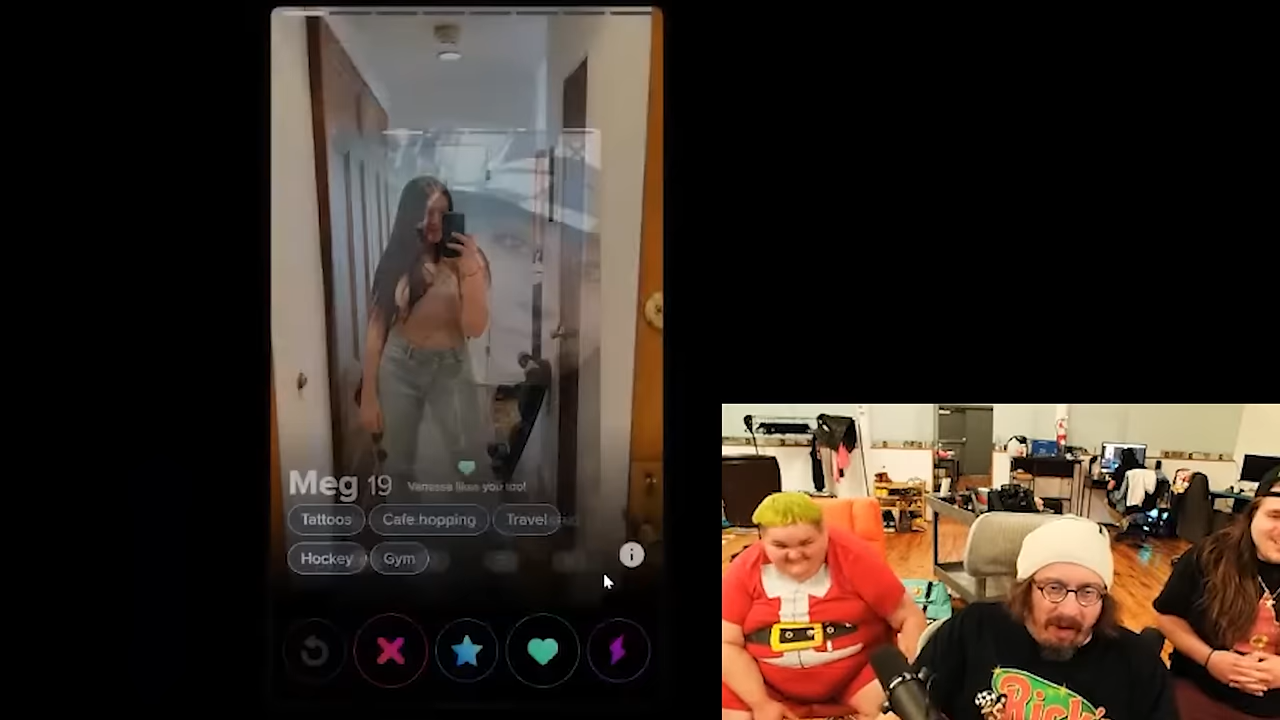 Meg 19
Vanessa likes you too!
Tattoos
Cafe hopping
Travel
Hockey
Gym
i
Rick's